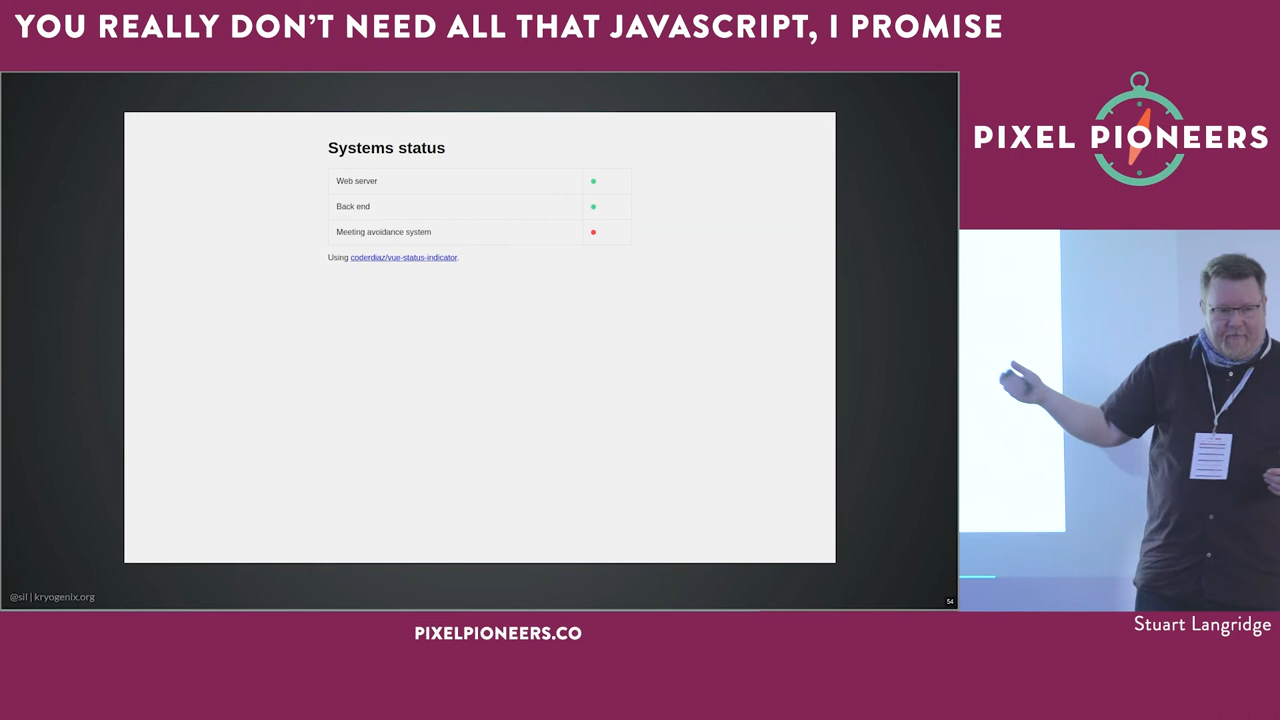 YOU REALLY DON'T NEED ALL THAT JAVASCRIPT, I PROMISE
PIXEL PIONEERS
Systems status
Web server
Back end
Meeting avoidance system
Using coderdiaz/vue-status-indicator.
@sil | kryogenix.org
54
PIXELPIONEERS.CO
Stuart Langridge